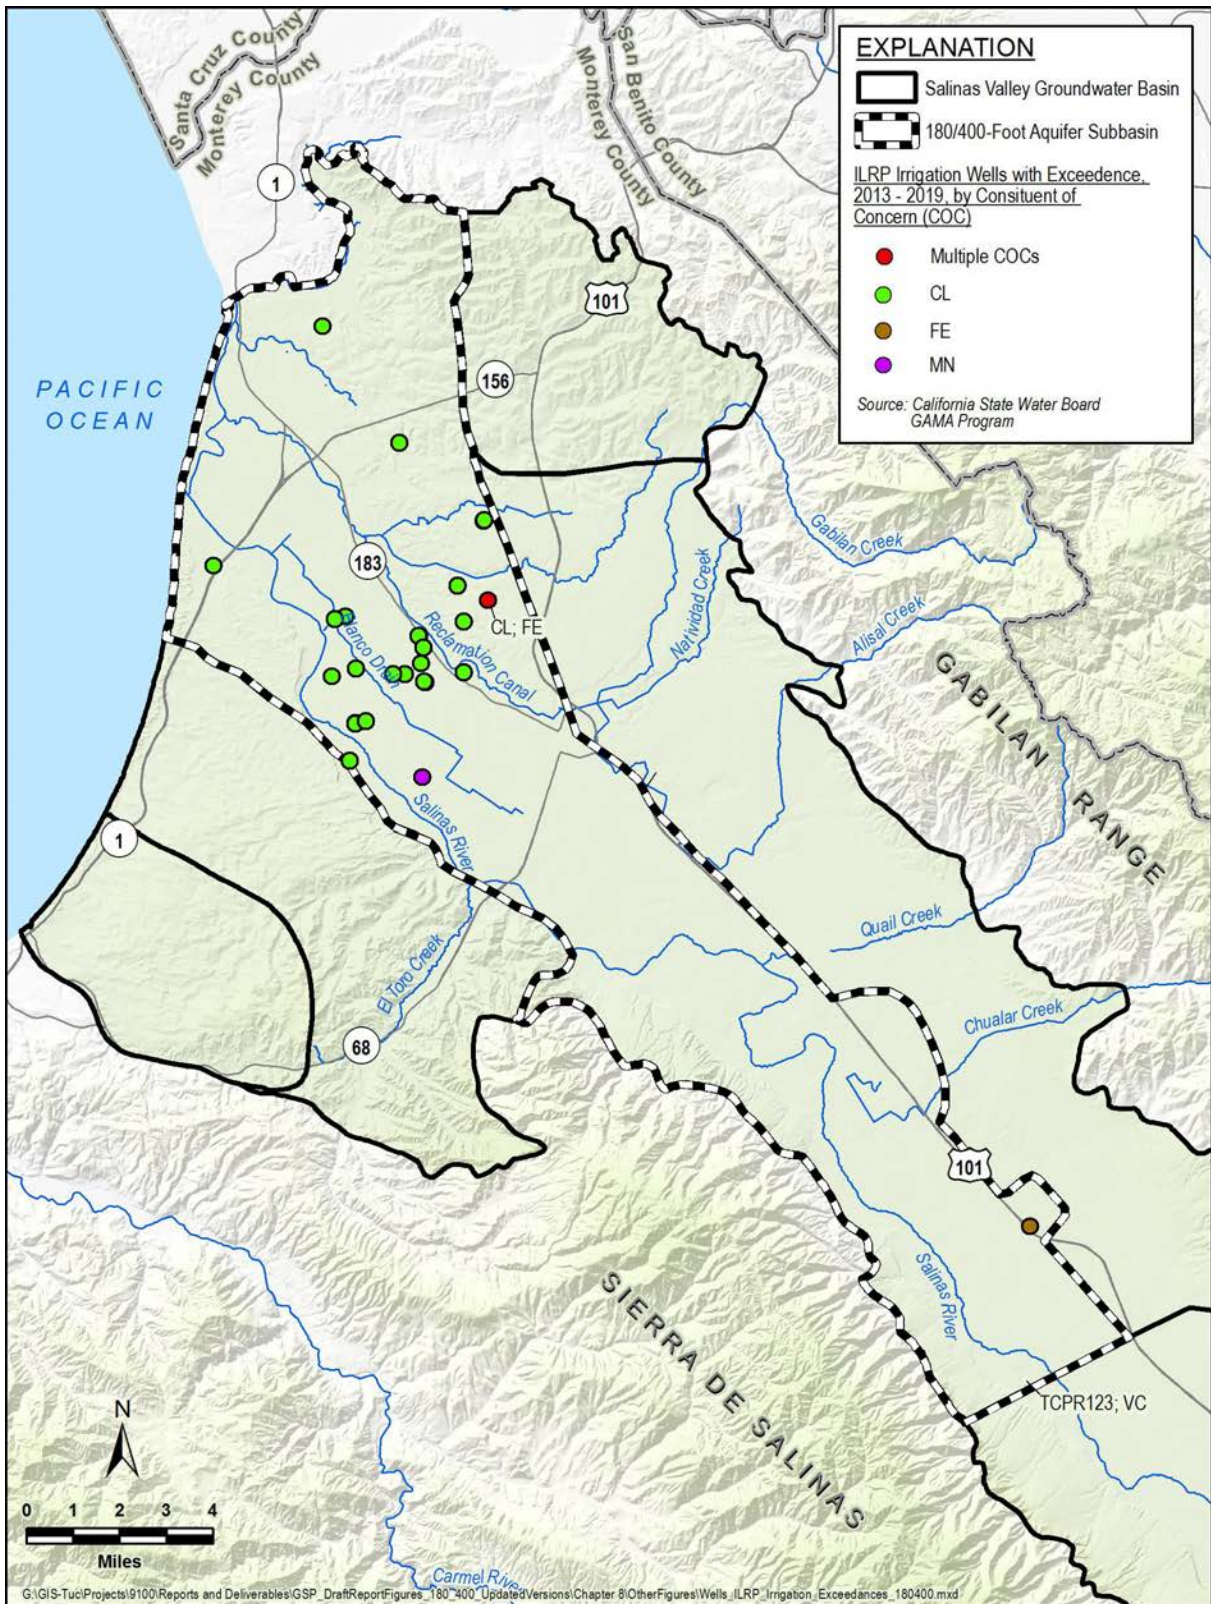 Santa Cruz County
Monterey County
San Benito County
Monterey County
EXPLANATION
Salinas Valley Groundwater Basin
180/400-Foot Aquifer Subbasin
ILRP Irrigation Wells with Exceedence,
2013 - 2019, by Consituent of
Concern (COC)
Multiple COCs
CL
FE
MN
Source: California State Water Board
GAMA Program
1
101
156
PACIFIC
OCEAN
183
Gabilan Creek
Natividad Creek
CL; FE
Reclamation Canal
Blanco Drain
Alisal Creek
GABILAN RANGE
Salinas River
1
Quail Creek
El Toro Creek
Chualar Creek
68
101
Salinas River
SIERRA DE SALINAS
TCPR123; VC
N
0 1 2 3 4
Miles
Carmel River
G:\GIS-Tuc\Projects\9100\Reports and Deliverables\GSP_DraftReportFigures_180_400_UpdatedVersions\Chapter 8\OtherFigures\Wells_ILRP_Irrigation_Exceedances_180400.mxd